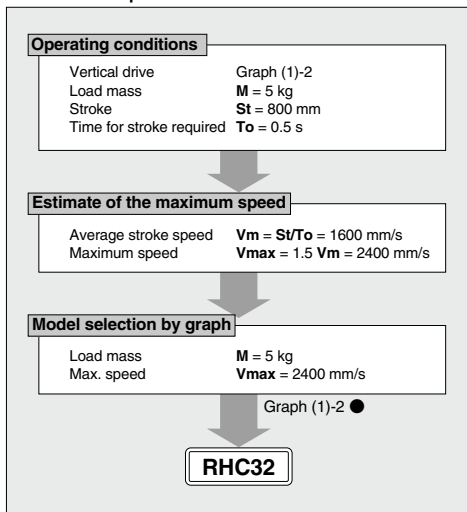 Operating conditions
Vertical drive Graph (1)-2
Load mass M = 5 kg
Stroke St = 800 mm
Time for stroke required To = 0.5 s
Estimate of the maximum speed
Average stroke speed Vm = St/To = 1600 mm/s
Maximum speed Vmax = 1.5 Vm = 2400 mm/s
Model selection by graph
Load mass M = 5 kg
Max. speed Vmax = 2400 mm/s
Graph (1)-2 ●
RHC32